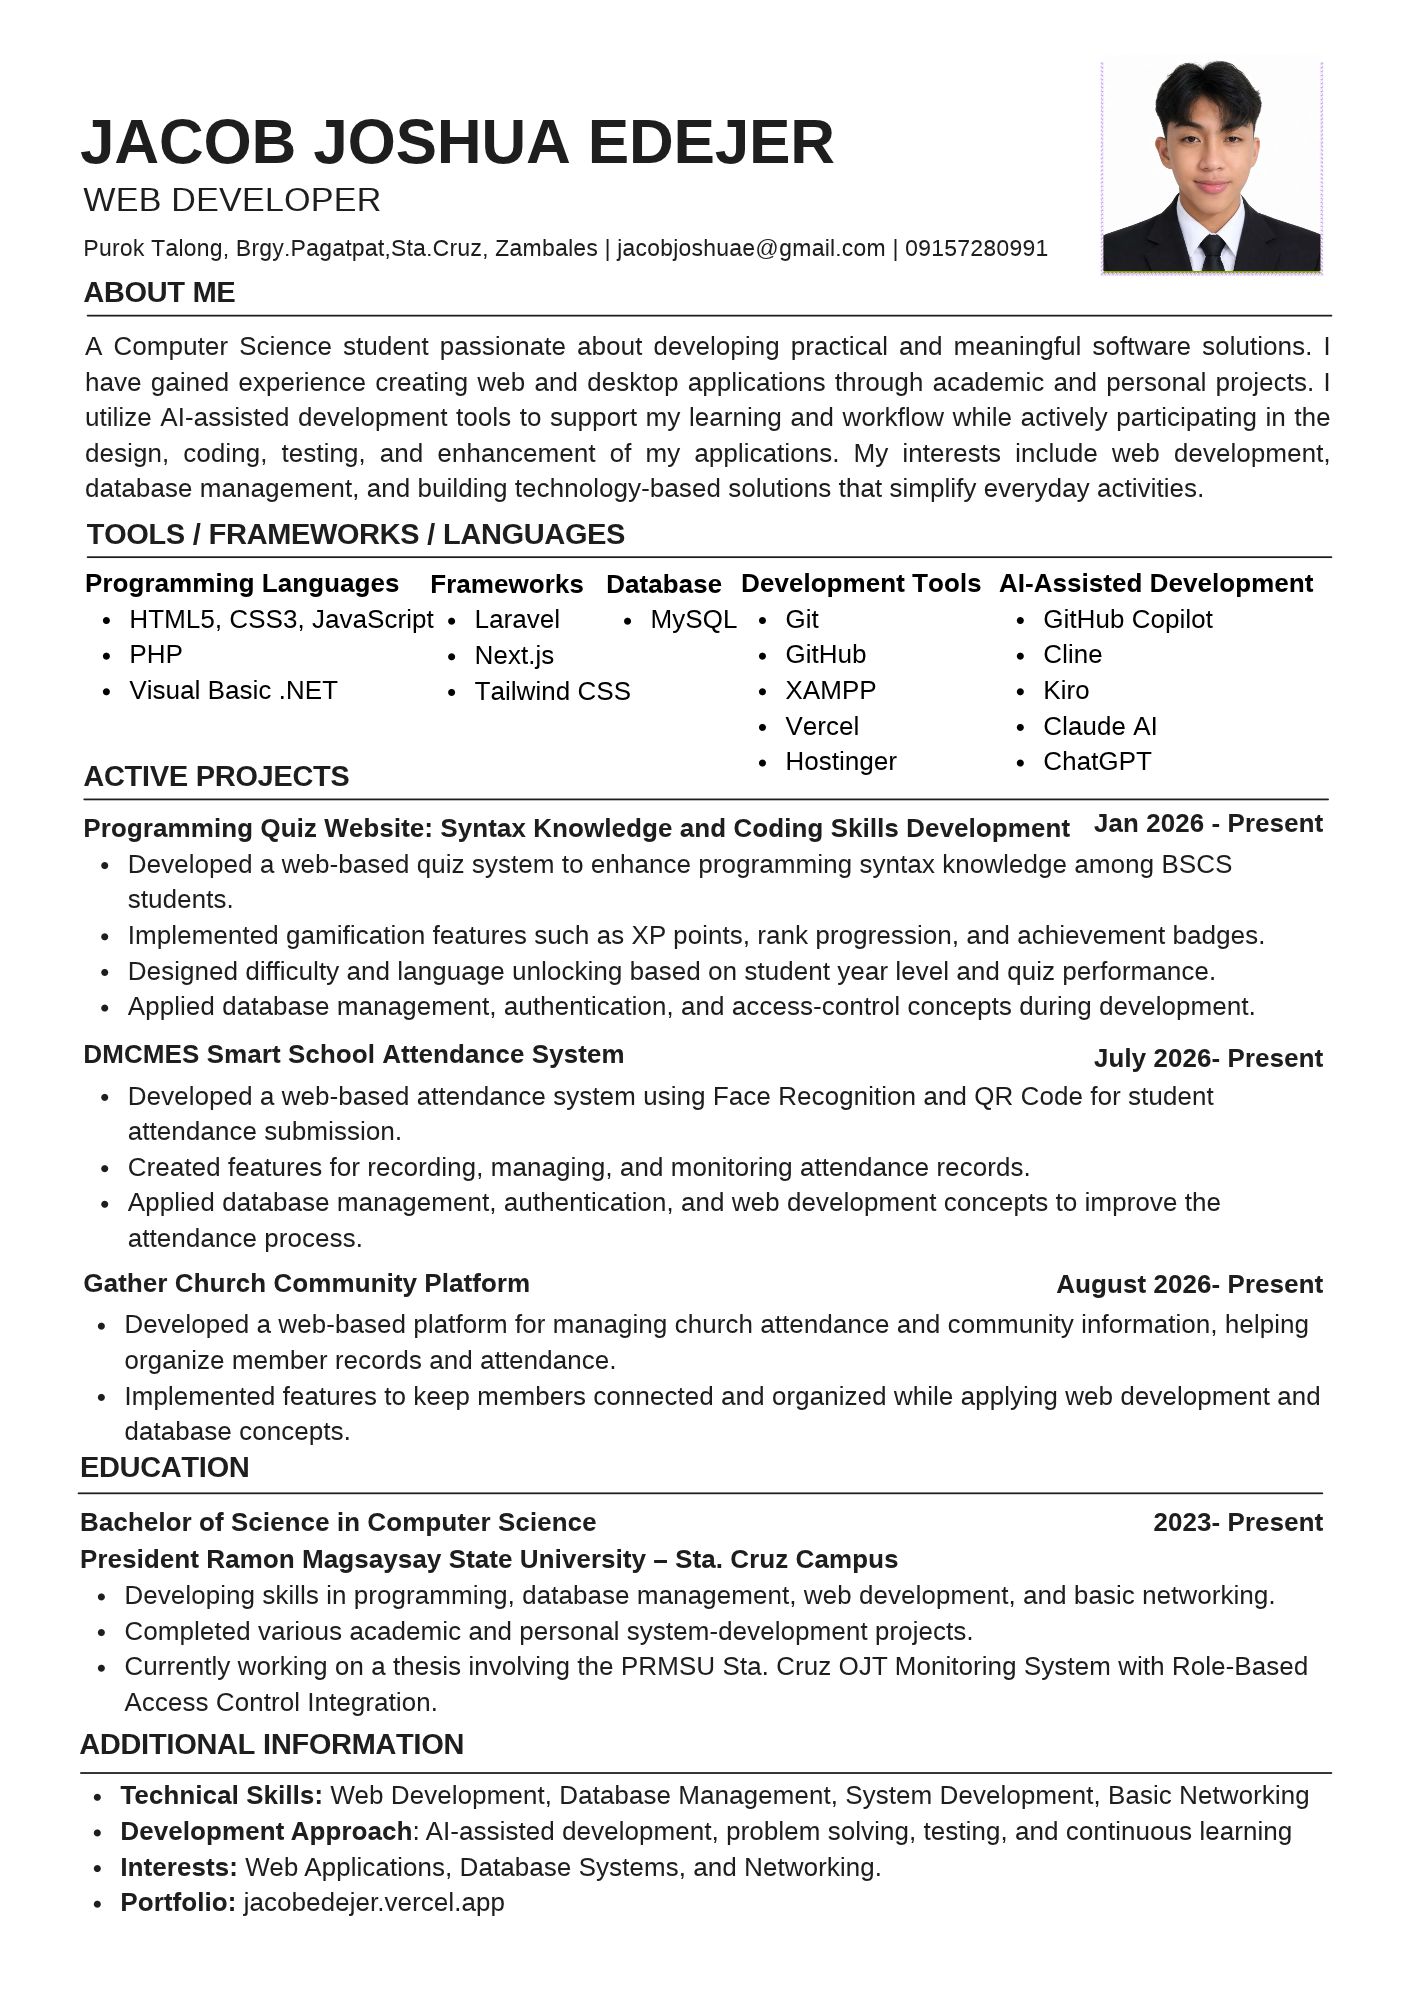 JACOB JOSHUA EDEJER
WEB DEVELOPER
Purok Talong, Brgy.Pagatpat,Sta.Cruz, Zambales | jacobjoshuae@gmail.com | 09157280991
ABOUT ME
A Computer Science student passionate about developing practical and meaningful software solutions. I
have gained experience creating web and desktop applications through academic and personal projects. I
utilize AI-assisted development tools to support my learning and workflow while actively participating in the
design, coding, testing, and enhancement of my applications. My interests include web development,
database management, and building technology-based solutions that simplify everyday activities.
TOOLS / FRAMEWORKS / LANGUAGES
Programming Languages
• HTML5, CSS3, JavaScript
• PHP
• Visual Basic .NET
Frameworks
• Laravel
• Next.js
• Tailwind CSS
Database
• MySQL
Development Tools
• Git
• GitHub
• XAMPP
• Vercel
• Hostinger
AI-Assisted Development
• GitHub Copilot
• Cline
• Kiro
• Claude AI
• ChatGPT
ACTIVE PROJECTS
Programming Quiz Website: Syntax Knowledge and Coding Skills Development Jan 2026 - Present
• Developed a web-based quiz system to enhance programming syntax knowledge among BSCS
students.
• Implemented gamification features such as XP points, rank progression, and achievement badges.
• Designed difficulty and language unlocking based on student year level and quiz performance.
• Applied database management, authentication, and access-control concepts during development.
DMCMES Smart School Attendance System July 2026- Present
• Developed a web-based attendance system using Face Recognition and QR Code for student
attendance submission.
• Created features for recording, managing, and monitoring attendance records.
• Applied database management, authentication, and web development concepts to improve the
attendance process.
Gather Church Community Platform August 2026- Present
• Developed a web-based platform for managing church attendance and community information, helping
organize member records and attendance.
• Implemented features to keep members connected and organized while applying web development and
database concepts.
EDUCATION
Bachelor of Science in Computer Science 2023- Present
President Ramon Magsaysay State University – Sta. Cruz Campus
• Developing skills in programming, database management, web development, and basic networking.
• Completed various academic and personal system-development projects.
• Currently working on a thesis involving the PRMSU Sta. Cruz OJT Monitoring System with Role-Based
Access Control Integration.
ADDITIONAL INFORMATION
• Technical Skills: Web Development, Database Management, System Development, Basic Networking
• Development Approach: AI-assisted development, problem solving, testing, and continuous learning
• Interests: Web Applications, Database Systems, and Networking.
• Portfolio: jacobedejer.vercel.app